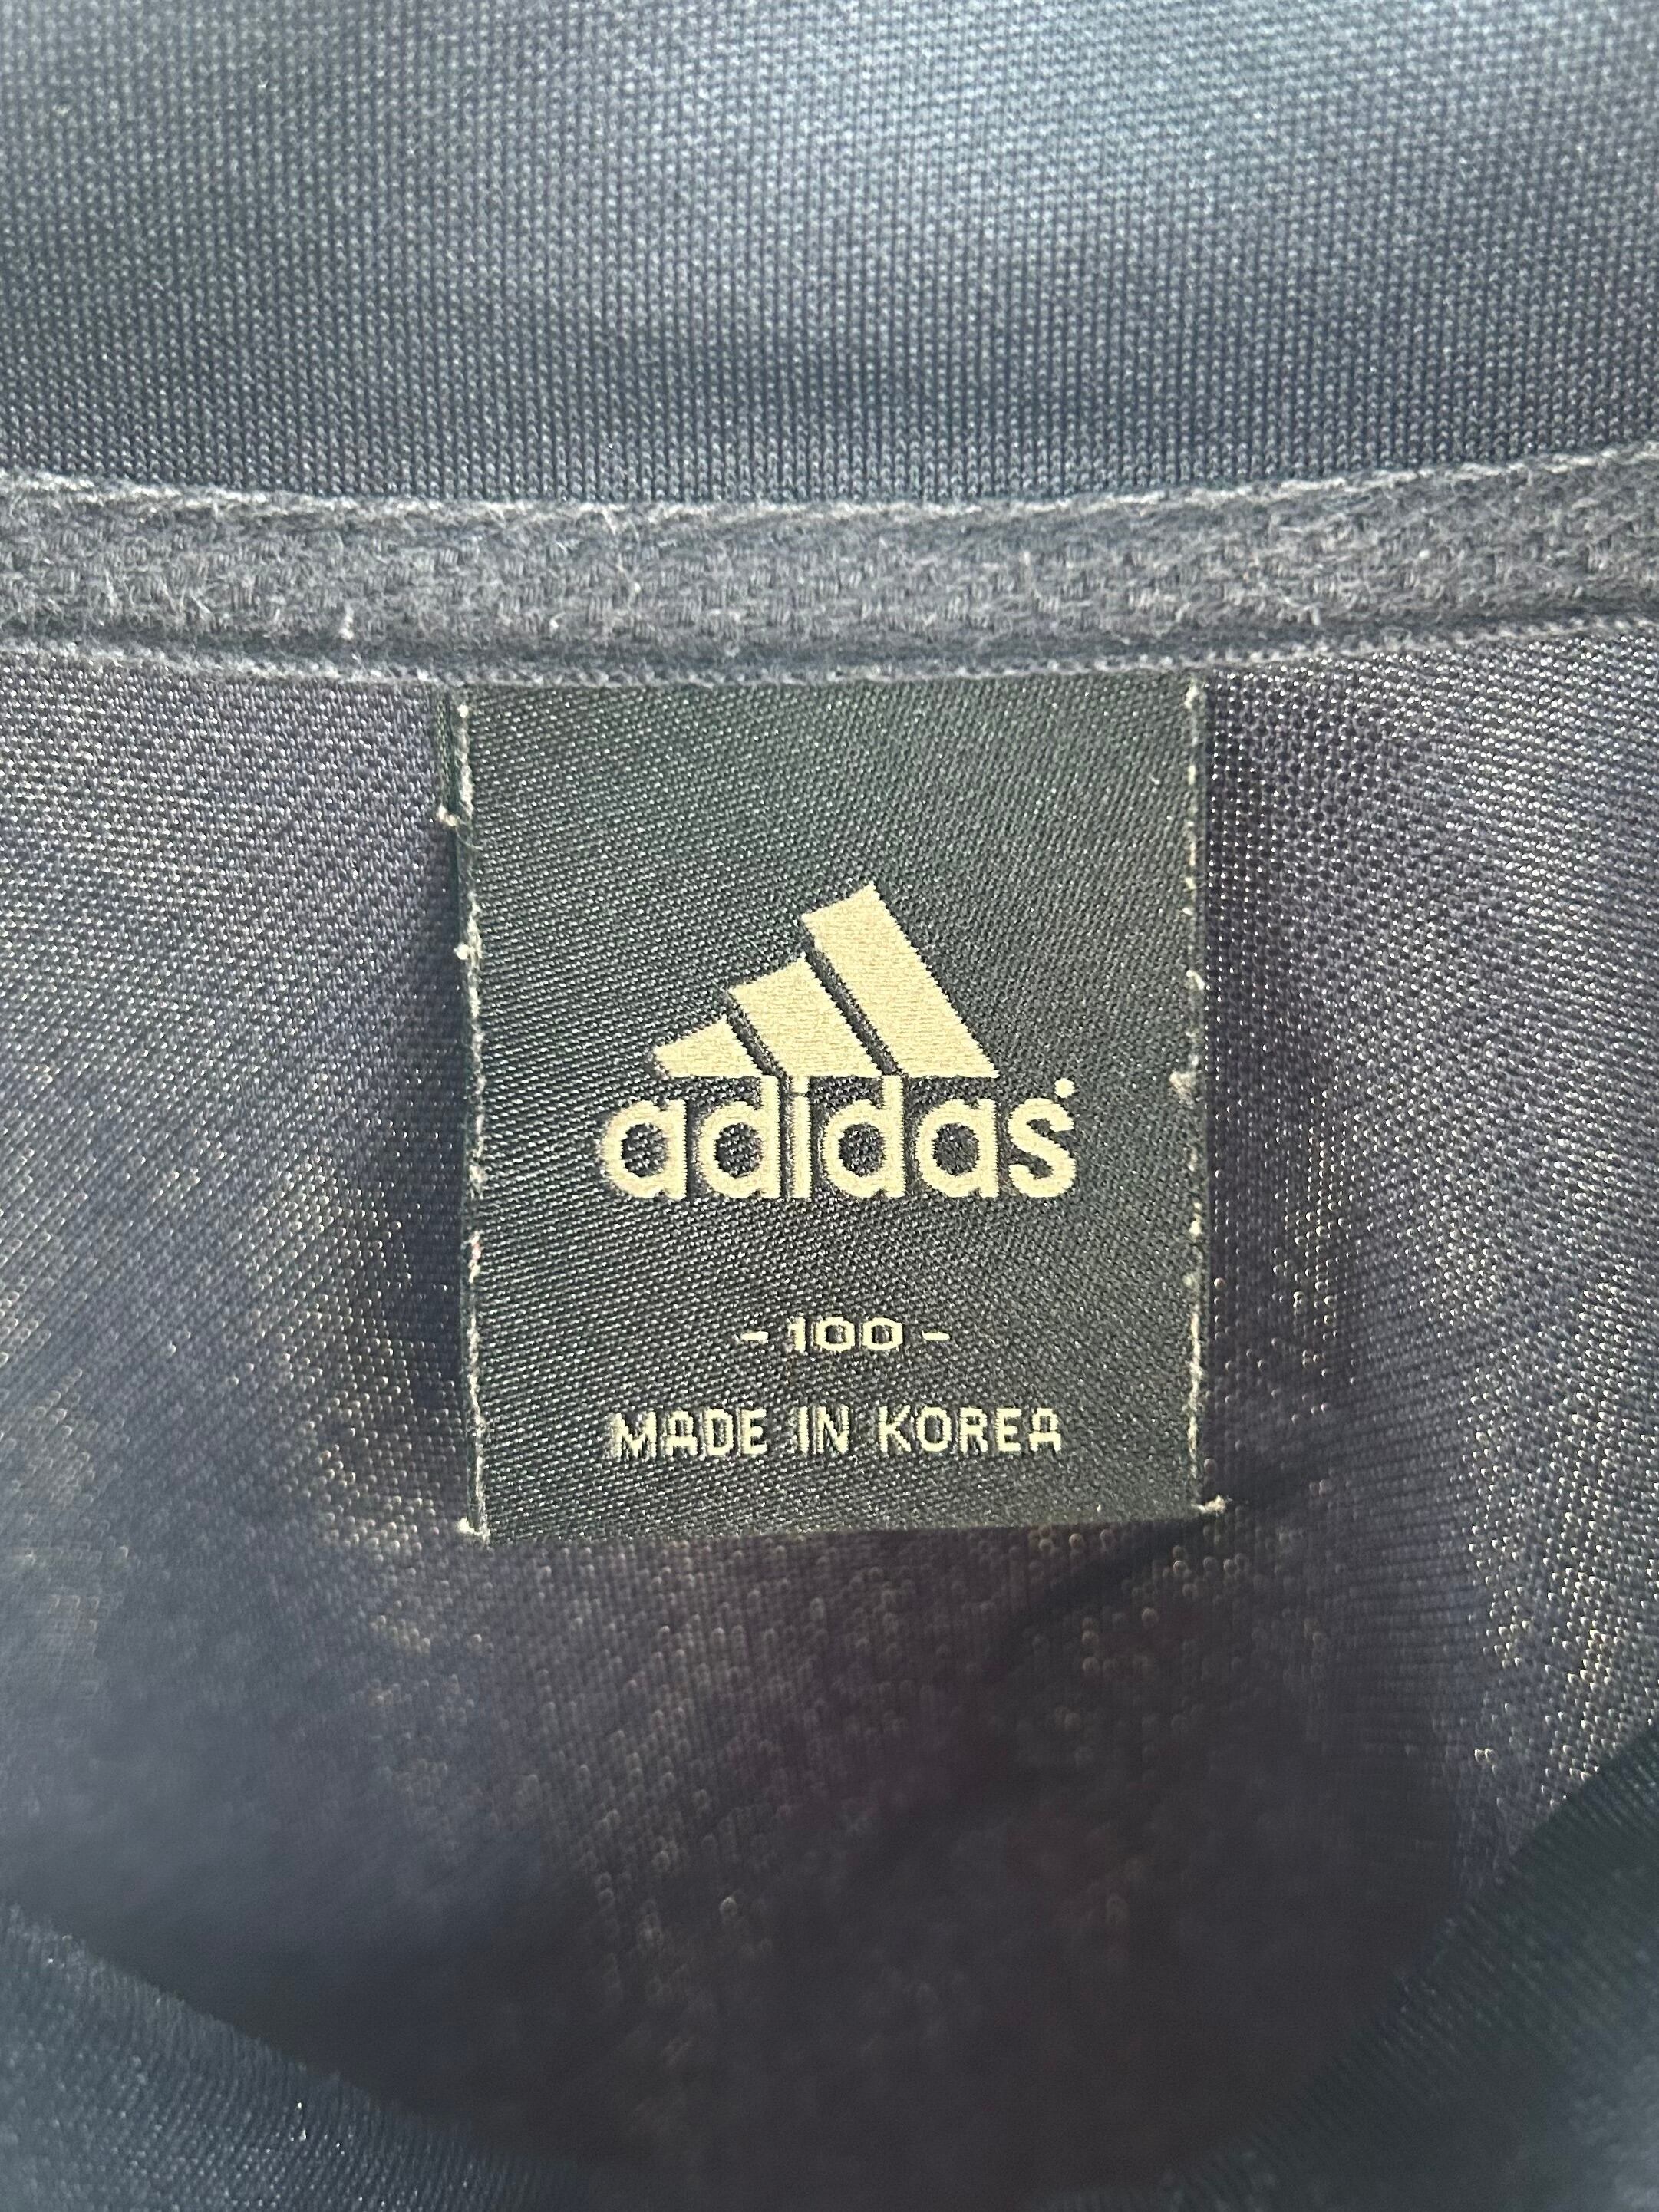 adidas
- 100 -
MADE IN KOREA